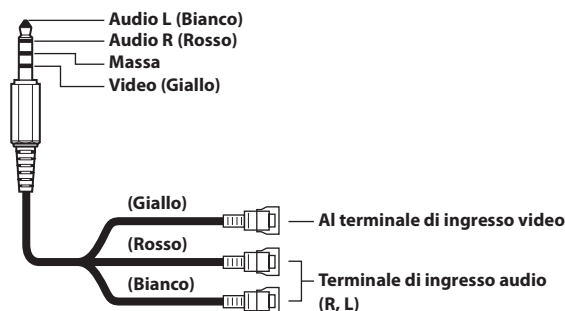 Audio L (Bianco)
Audio R (Rosso)
Massa
Video (Giallo)
(Giallo)
Al terminale di ingresso video
(Rosso)
(Bianco)
Terminale di ingresso audio
(R, L)